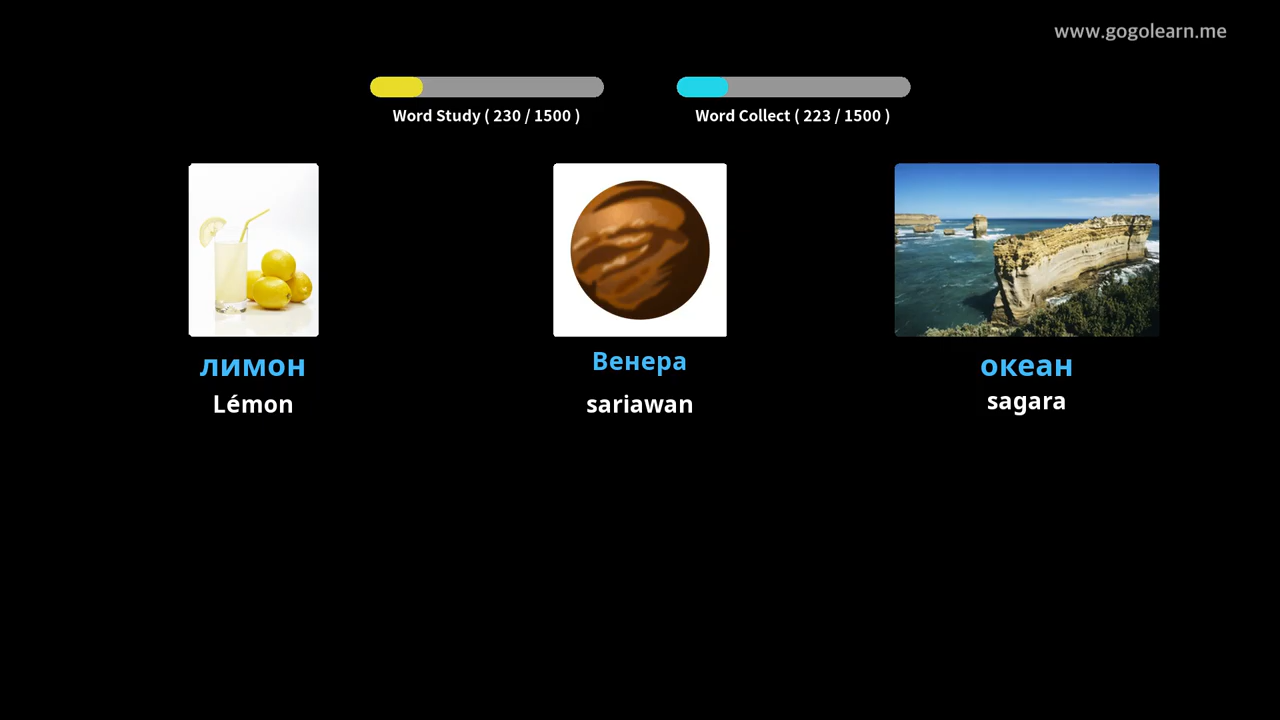 www.gogolearn.me
Word Study ( 230 / 1500 )
Word Collect ( 223 / 1500 )
лимон
Lémon
Венера
sariawan
океан
sagara